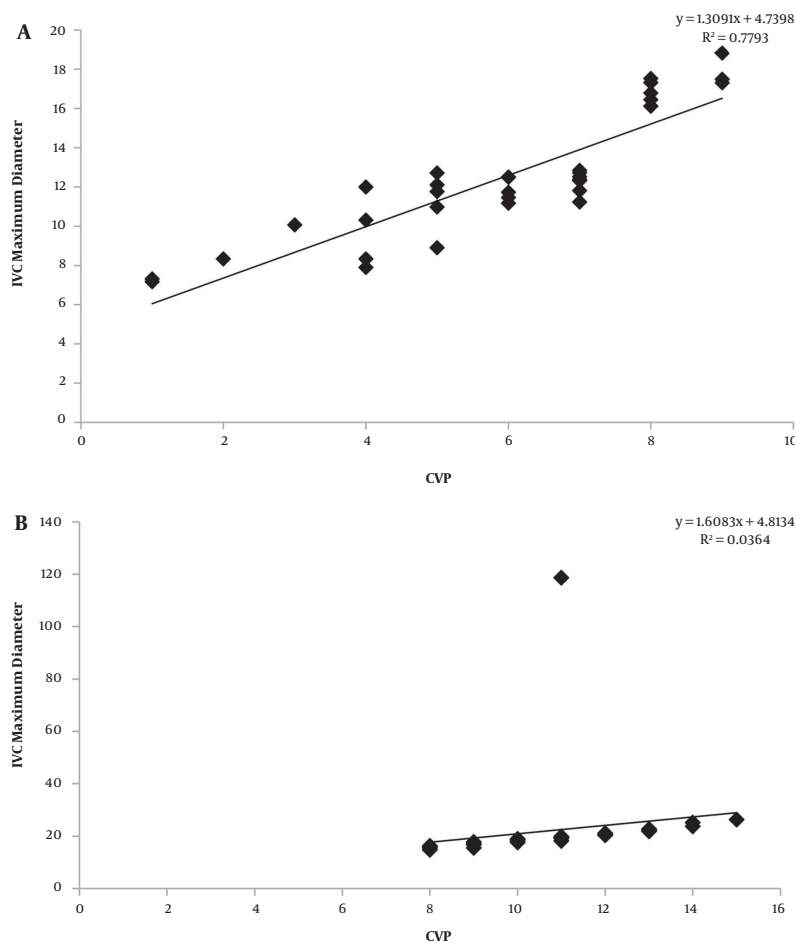 A
y = 1.3091x + 4.7398
R² = 0.7793
IVC Maximum Diameter
20
18
16
14
12
10
8
6
4
2
0
0 2 4 6 8 10
CVP
B
y = 1.6083x + 4.8134
R² = 0.0364
IVC Maximum Diameter
140
120
100
80
60
40
20
0
0 2 4 6 8 10 12 14 16
CVP